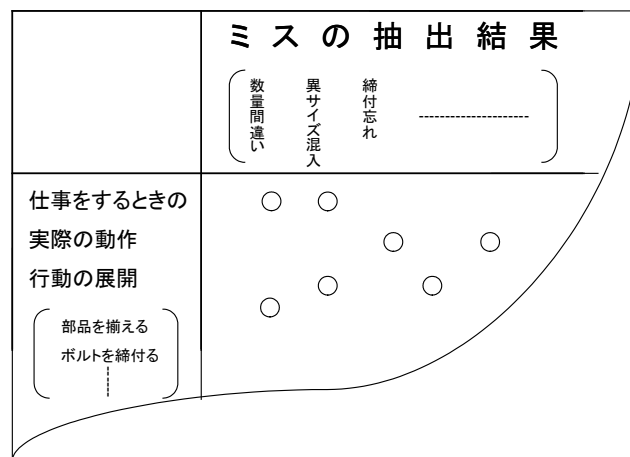 ミスの抽出結果
数量間違い
異サイズ混入
締付忘れ
仕事をするときの
実際の動作
行動の展開
部品を揃える
ボルトを締付る